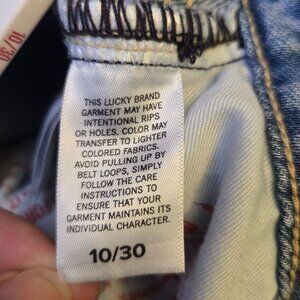 10/30
THIS LUCKY BRAND
GARMENT MAY HAVE
INTENTIONAL RIPS
OR HOLES. COLOR MAY
TRANSFER TO LIGHTER
COLORED FABRICS.
AVOID PULLING UP BY
BELT LOOPS, SIMPLY
FOLLOW THE CARE
INSTRUCTIONS TO
ENSURE THAT YOUR
GARMENT MAINTAINS ITS
INDIVIDUAL CHARACTER.
10/30